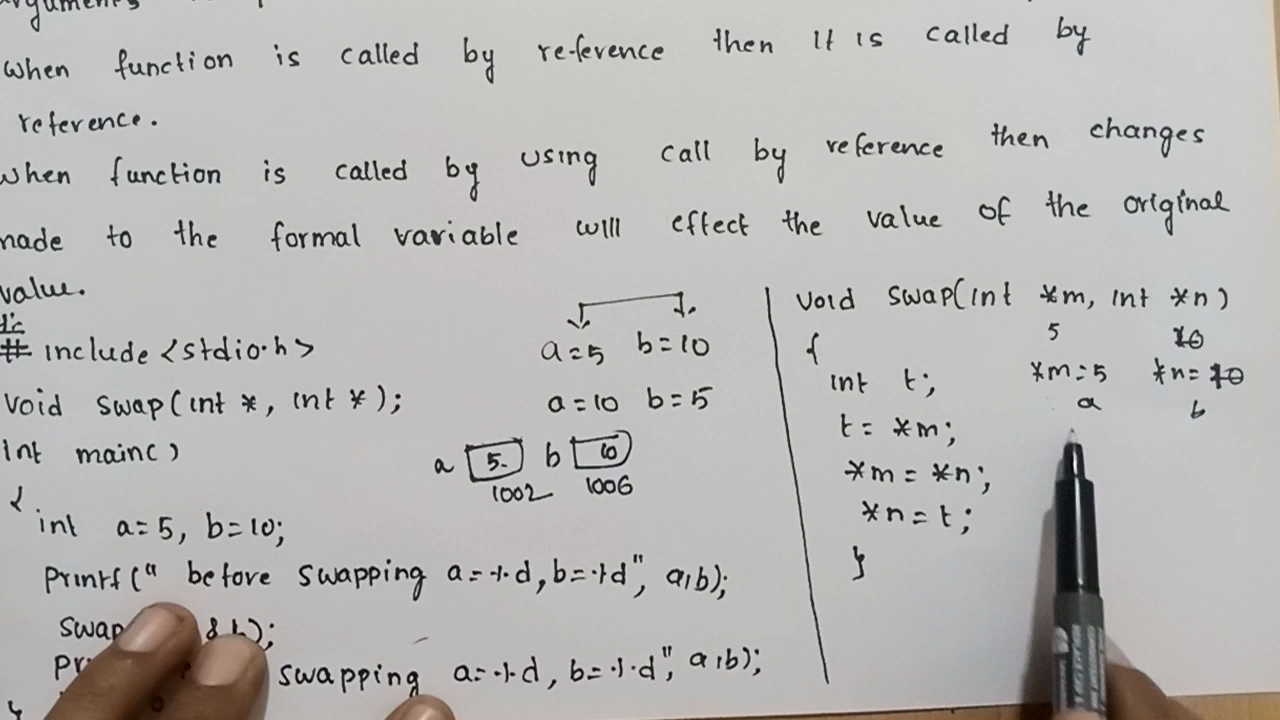 arguments
when function is called by reference then it is called by
reference.
when function is called by using call by reference then changes
made to the formal variable will effect the value of the original
value.
# include <stdio.h>
void swap(int *, int *);
int main()
{
int a=5, b=10;
printf(" before swapping a=%d, b=%d", a,b);
swap &b);
swapping a=%d, b=%d", a,b);
}
a=5 b=10
a=10 b=5
a 5. b 10
1002 1006
void swap(int *m, int *n)
{
5 10
int t; *m=5 *n=10
a b
t= *m;
*m = *n;
*n = t;
}